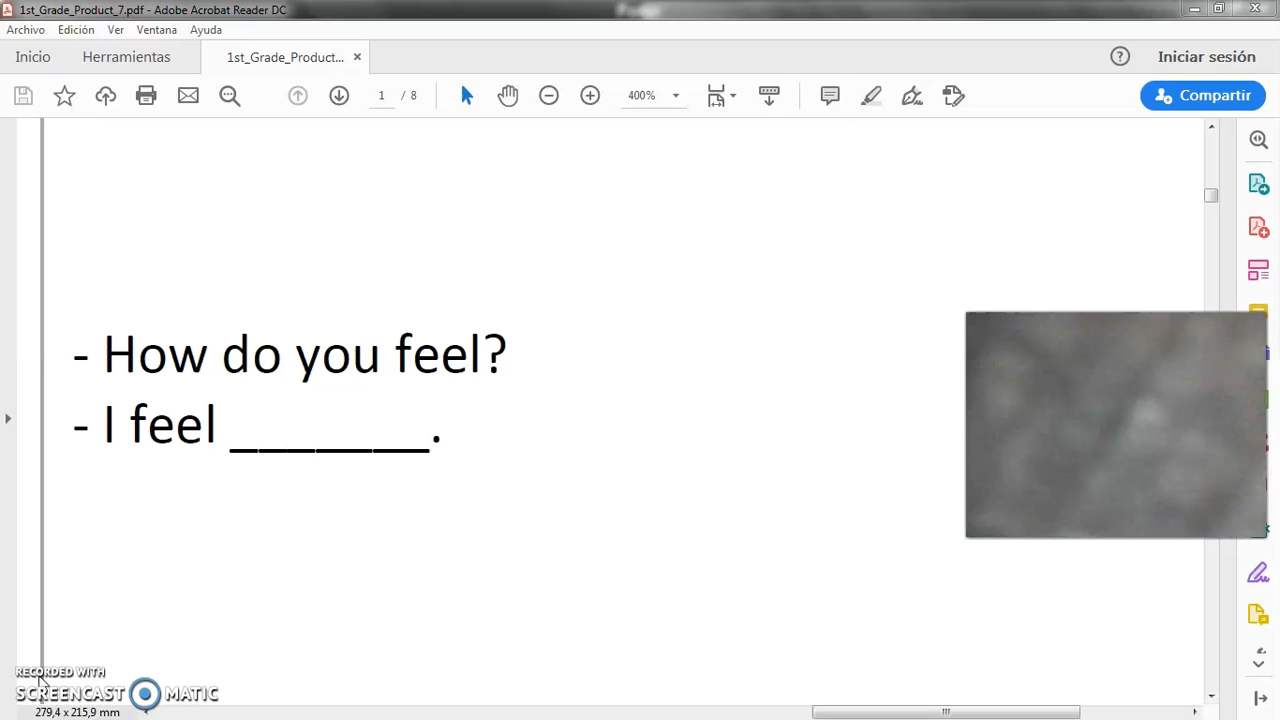 1st_Grade_Product_7.pdf - Adobe Acrobat Reader DC
Archivo Edición Ver Ventana Ayuda
Inicio Herramientas 1st_Grade_Product... × Iniciar sesión
1 / 8 400% Compartir
- How do you feel?
- I feel _______.
RECORDED WITH
SCREENCAST MATIC
279,4 x 215,9 mm